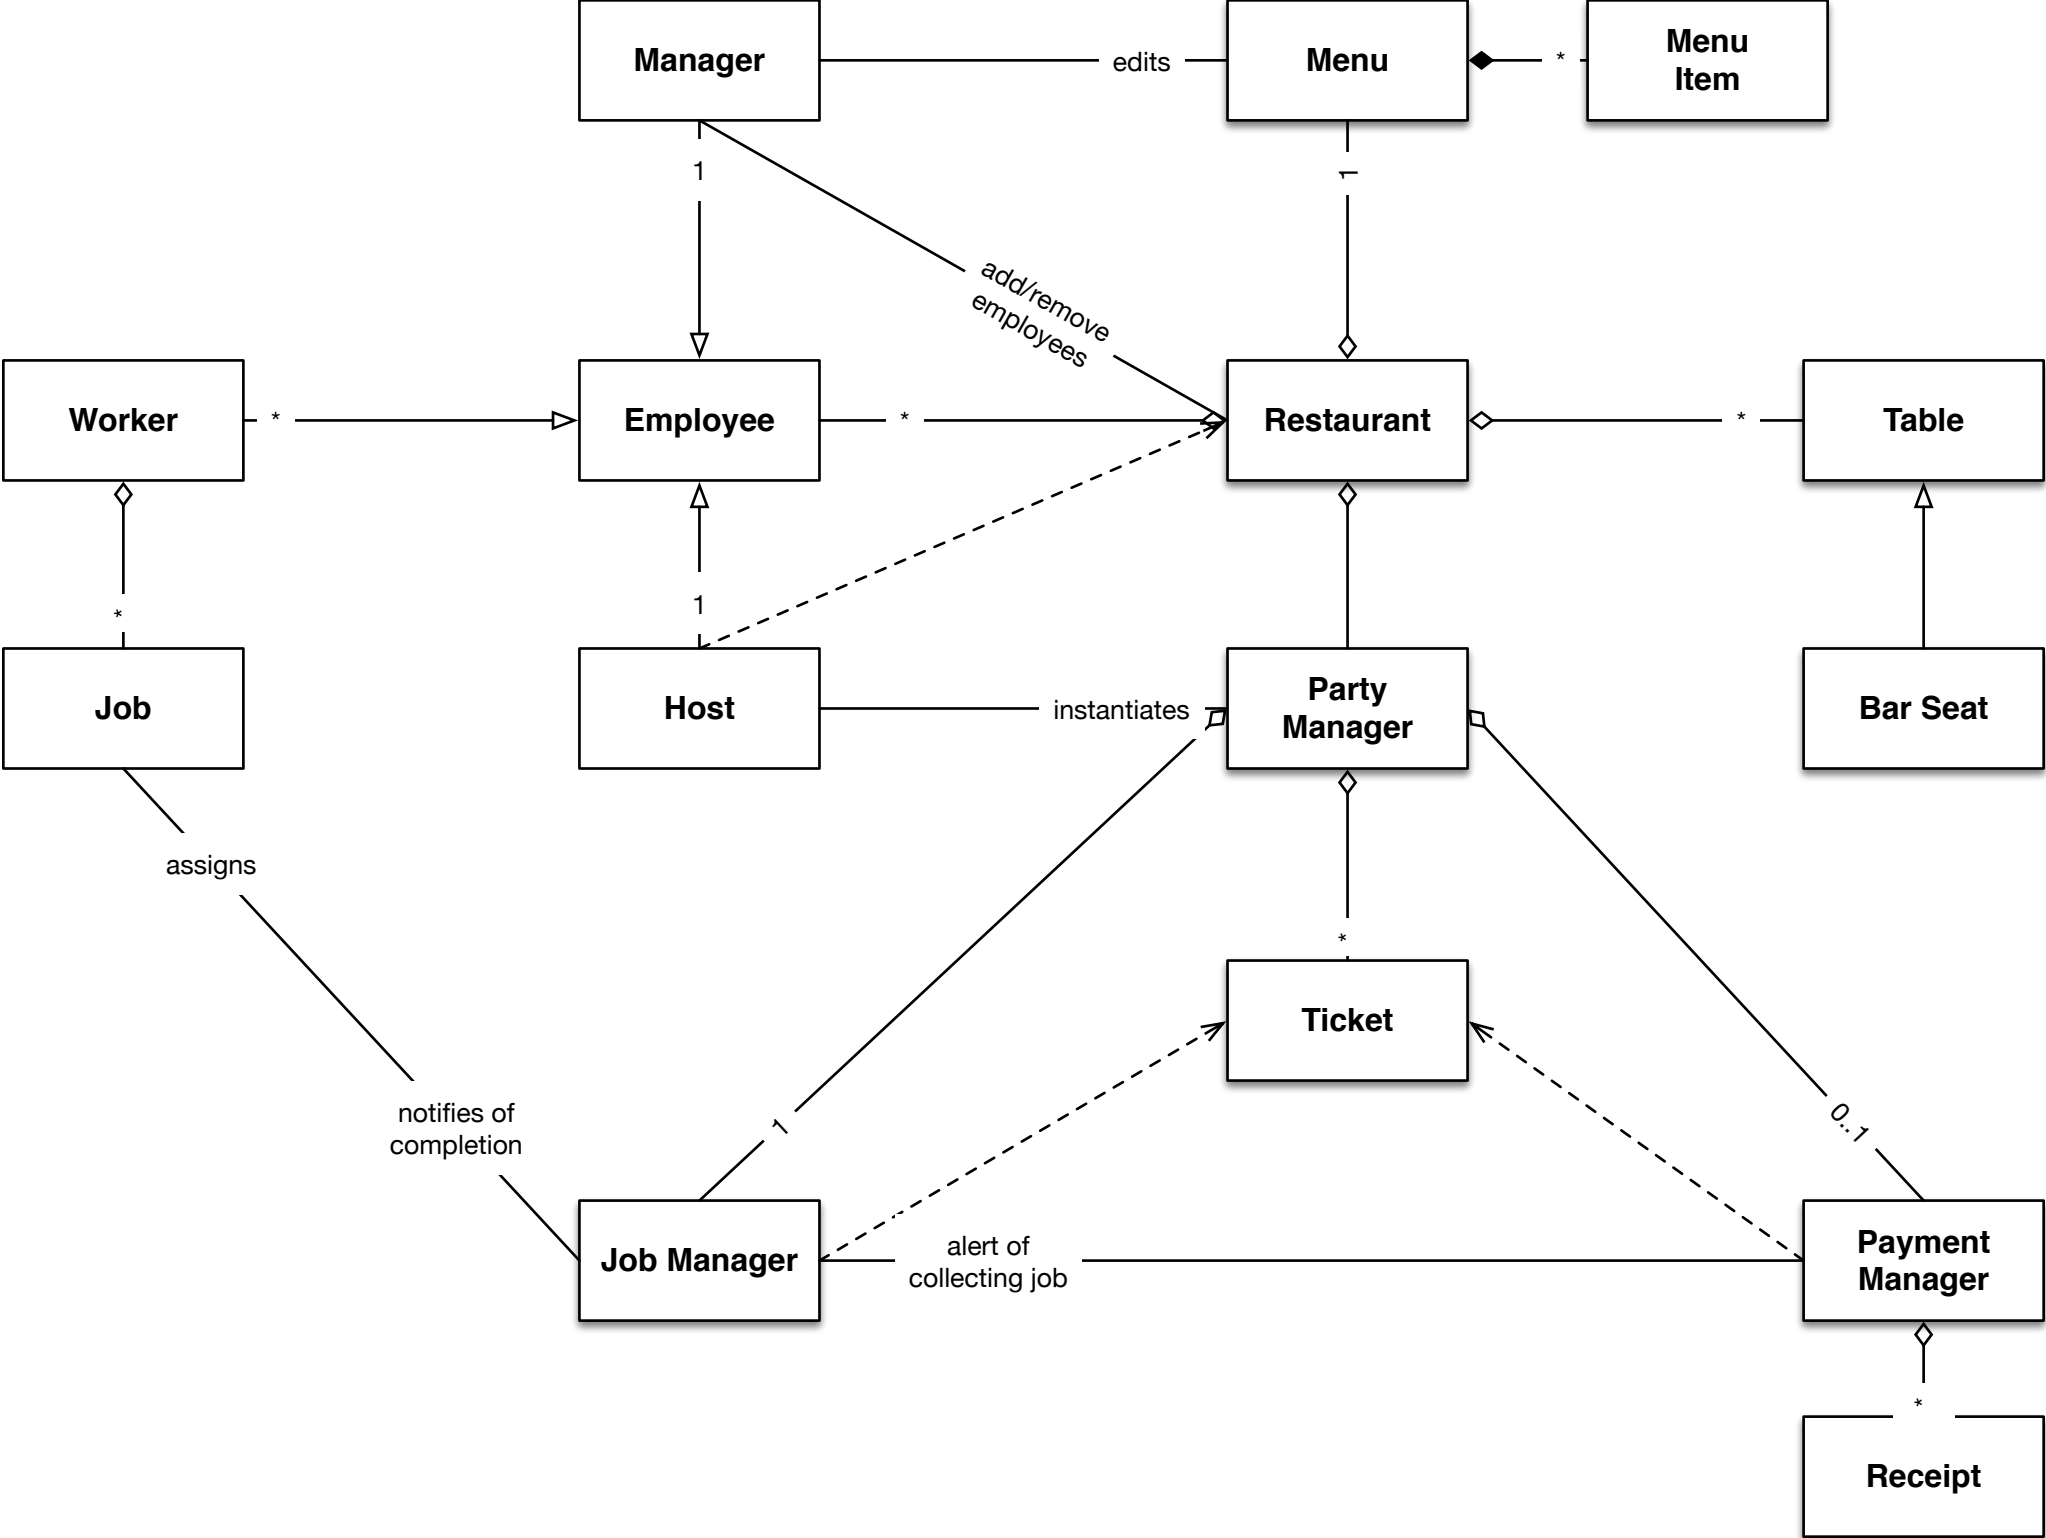 Manager
edits
Menu
*
Menu
Item
1
1
add/remove
employees
Worker
*
Employee
*
Restaurant
*
Table
*
1
Job
Host
instantiates
Party
Manager
Bar Seat
assigns
*
Ticket
notifies of
completion
1
0..1
Job Manager
alert of
collecting job
Payment
Manager
*
Receipt